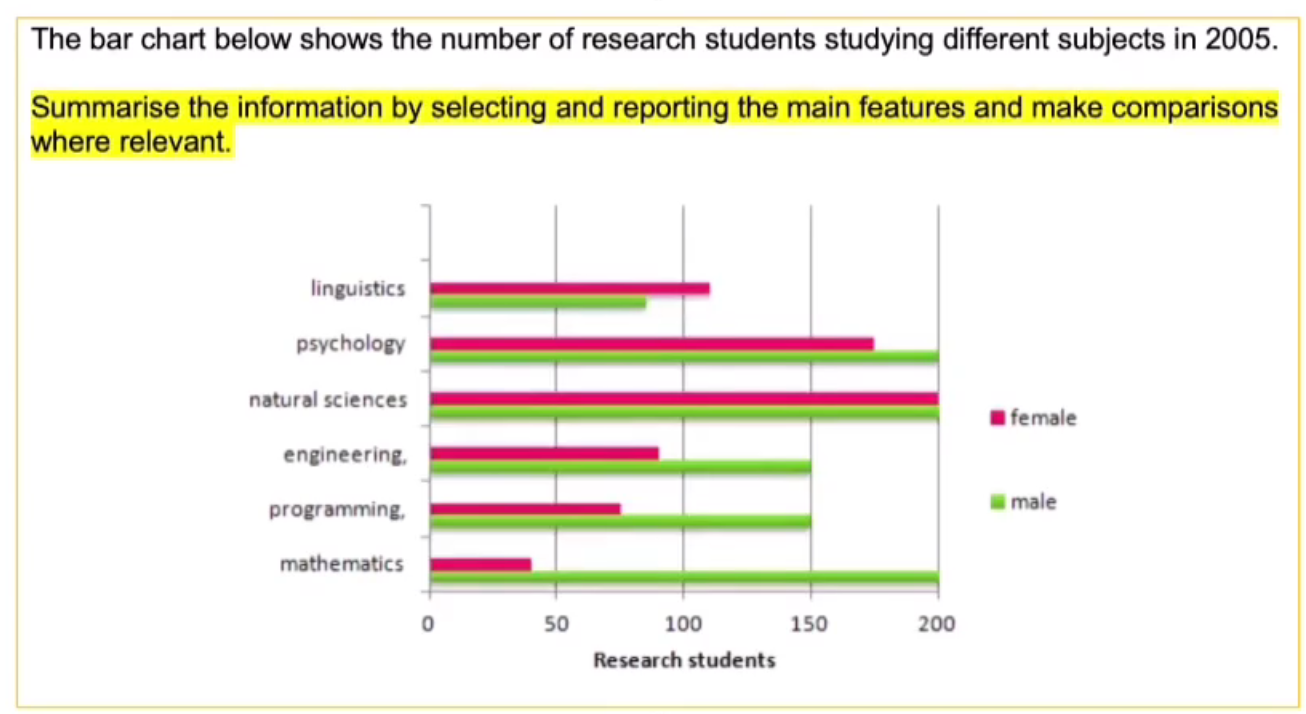 The bar chart below shows the number of research students studying different subjects in 2005.
Summarise the information by selecting and reporting the main features and make comparisons
where relevant.
linguistics
psychology
natural sciences
engineering,
programming,
mathematics
female
male
0 50 100 150 200
Research students